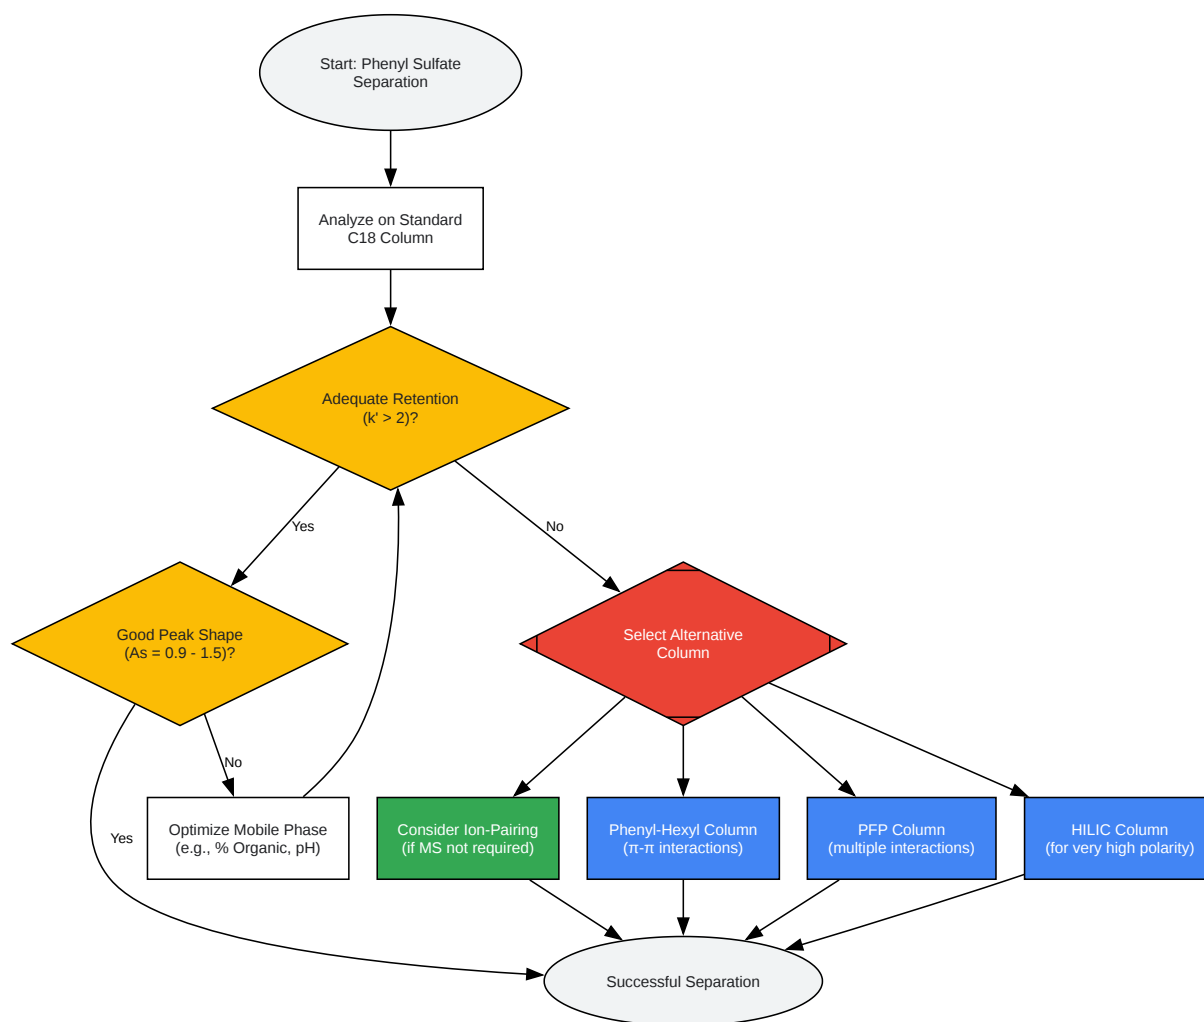 Start: Phenyl Sulfate
Separation
Analyze on Standard
C18 Column
Adequate Retention
(k' > 2)?
Yes
No
Good Peak Shape
(As = 0.9 - 1.5)?
Select Alternative
Column
No
Yes
Optimize Mobile Phase
(e.g., % Organic, pH)
Consider Ion-Pairing
(if MS not required)
Phenyl-Hexyl Column
(π-π interactions)
PFP Column
(multiple interactions)
HILIC Column
(for very high polarity)
Successful Separation